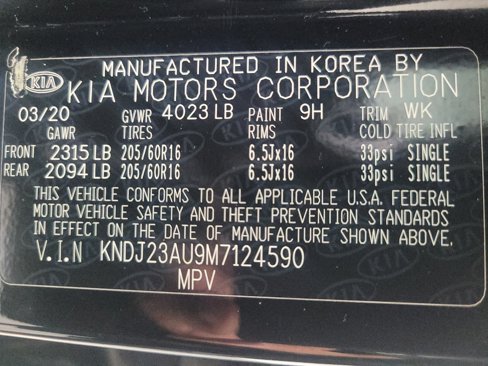 MANUFACTURED IN KOREA BY
KIA KIA MOTORS CORPORATION
03/20 GVWR 4023 LB PAINT 9H TRIM WK
GAWR TIRES RIMS COLD TIRE INFL
FRONT 2315 LB 205/60R16 6.5Jx16 33psi SINGLE
REAR 2094 LB 205/60R16 6.5Jx16 33psi SINGLE
THIS VEHICLE CONFORMS TO ALL APPLICABLE U.S.A. FEDERAL
MOTOR VEHICLE SAFETY AND THEFT PREVENTION STANDARDS
IN EFFECT ON THE DATE OF MANUFACTURE SHOWN ABOVE.
V.I.N KNDJ23AU9M7124590
MPV